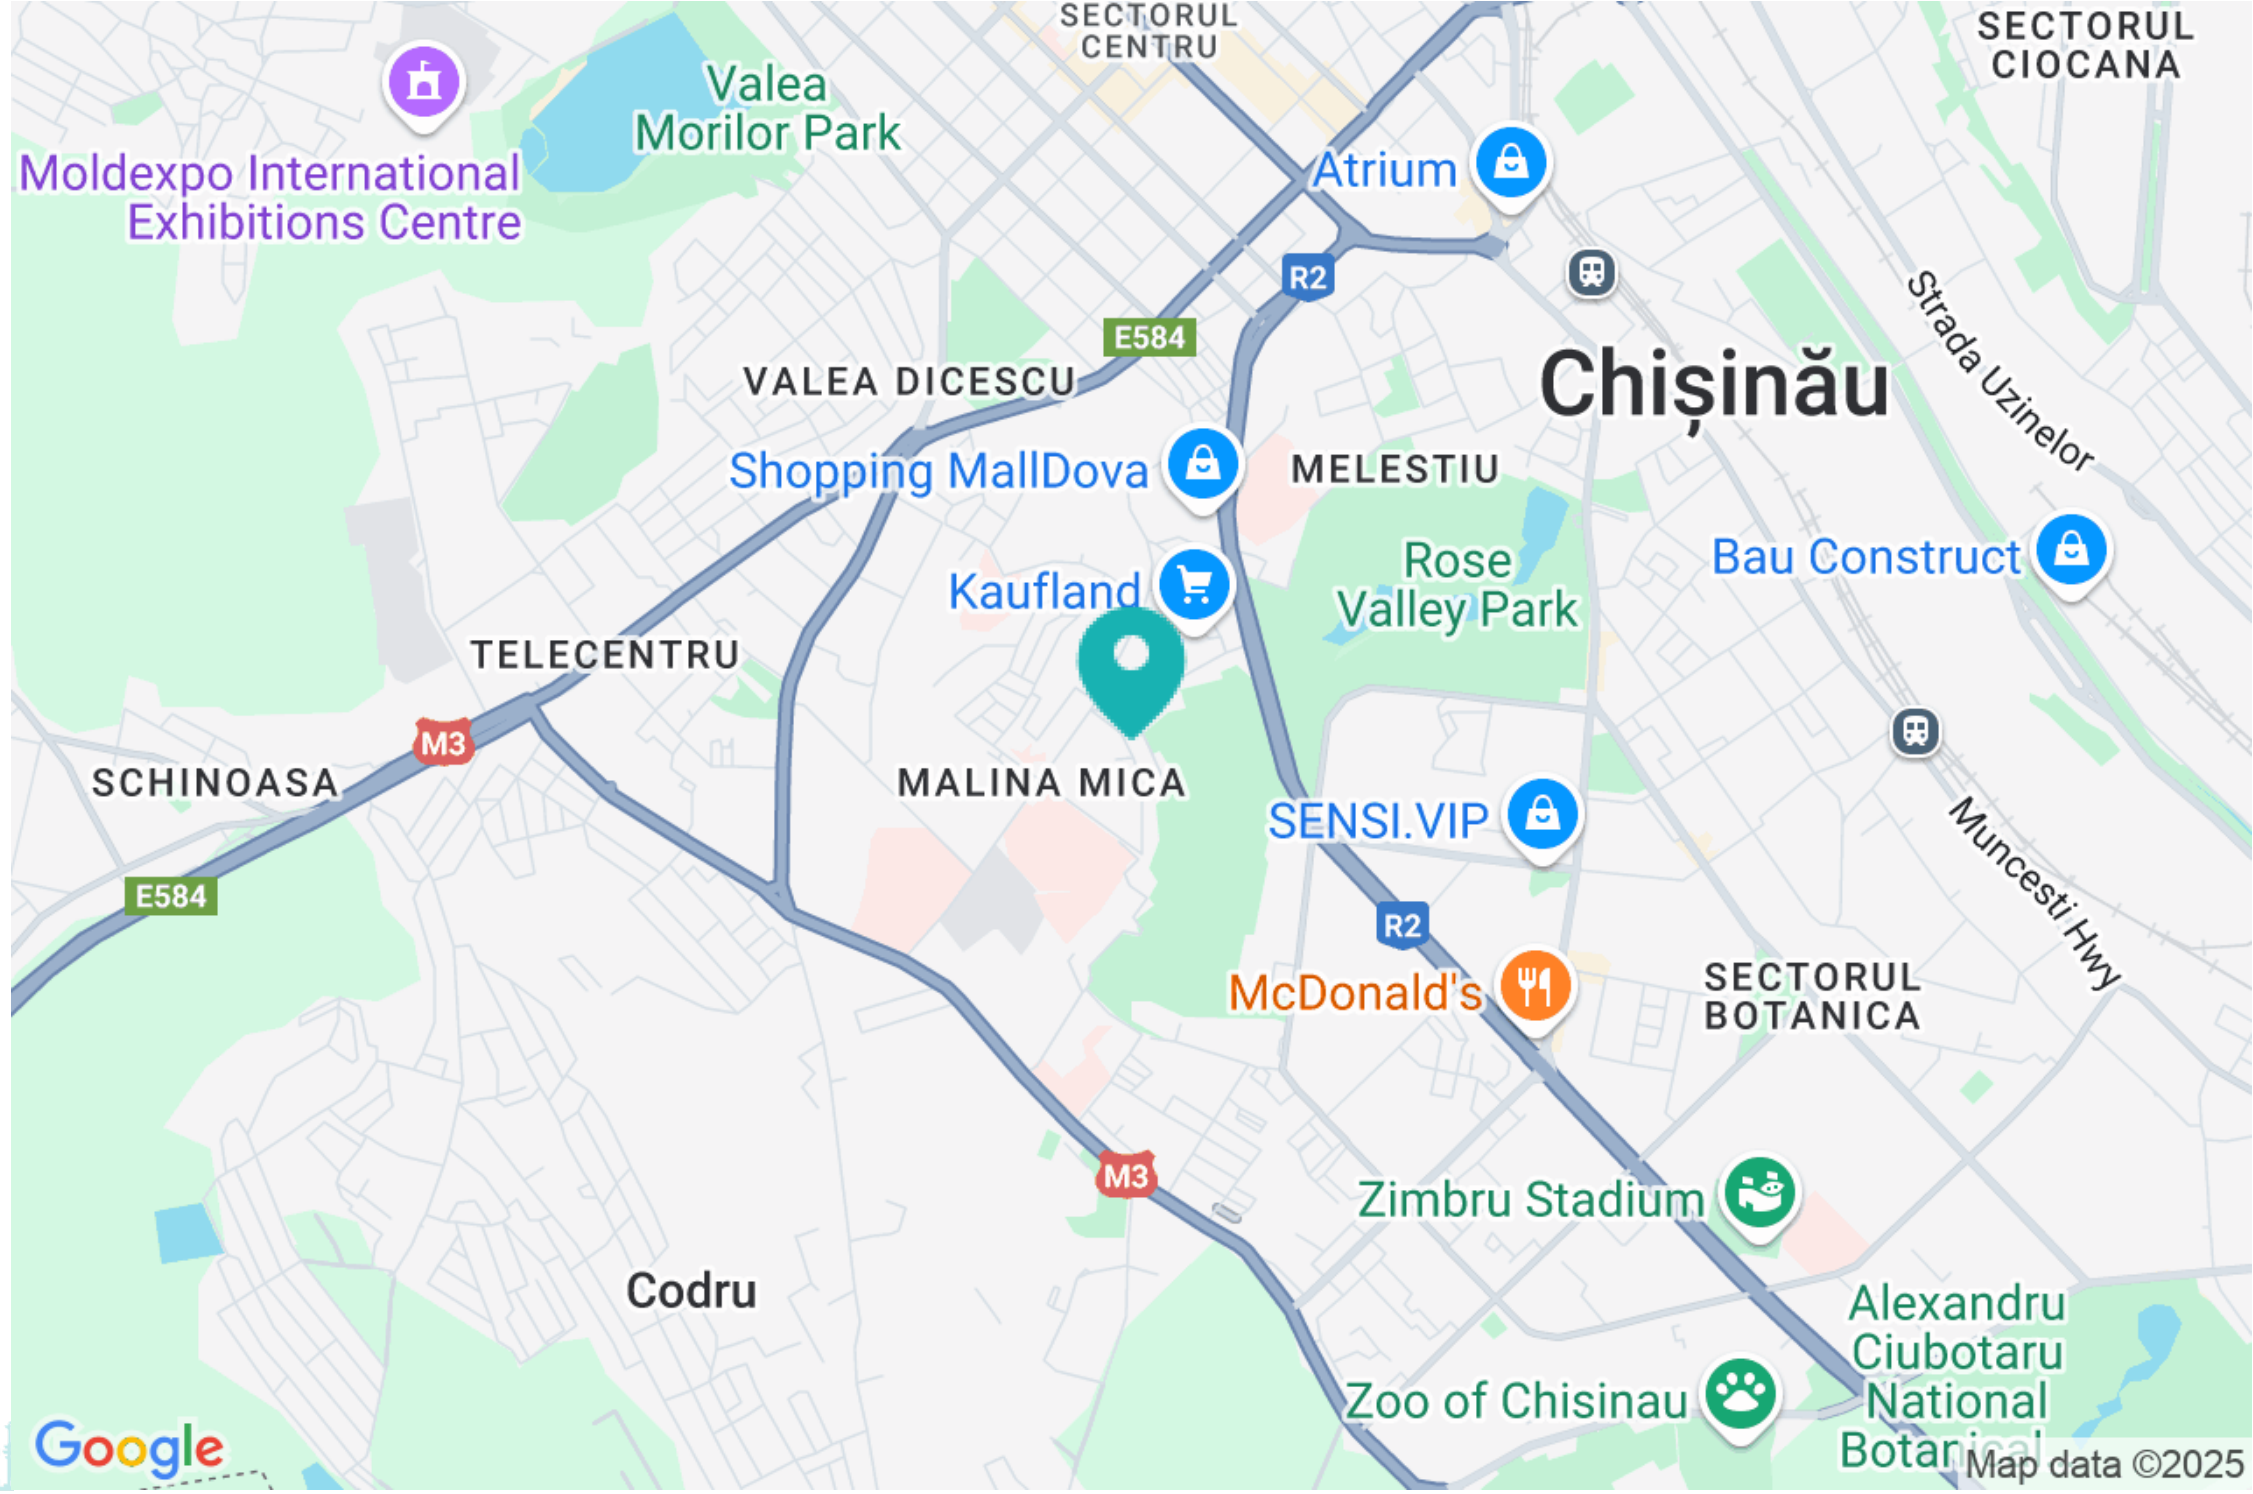 SECTORUL
CENTRU
SECTORUL
CIOCANA
Valea
Morilor Park
Moldexpo International
Exhibitions Centre
Atrium
R2
E584
Strada Uzinelor
VALEA DICESCU
Chișinău
Shopping MallDova
MELESTIU
Rose
Valley Park
Bau Construct
Kaufland
TELECENTRU
M3
SCHINOASA
MALINA MICA
SENSI.VIP
E584
R2
Muncesti Hwy
McDonald's
SECTORUL
BOTANICA
M3
Zimbru Stadium
Codru
Alexandru
Ciubotaru
National
Botanical
Zoo of Chisinau
Google
Map data ©2025